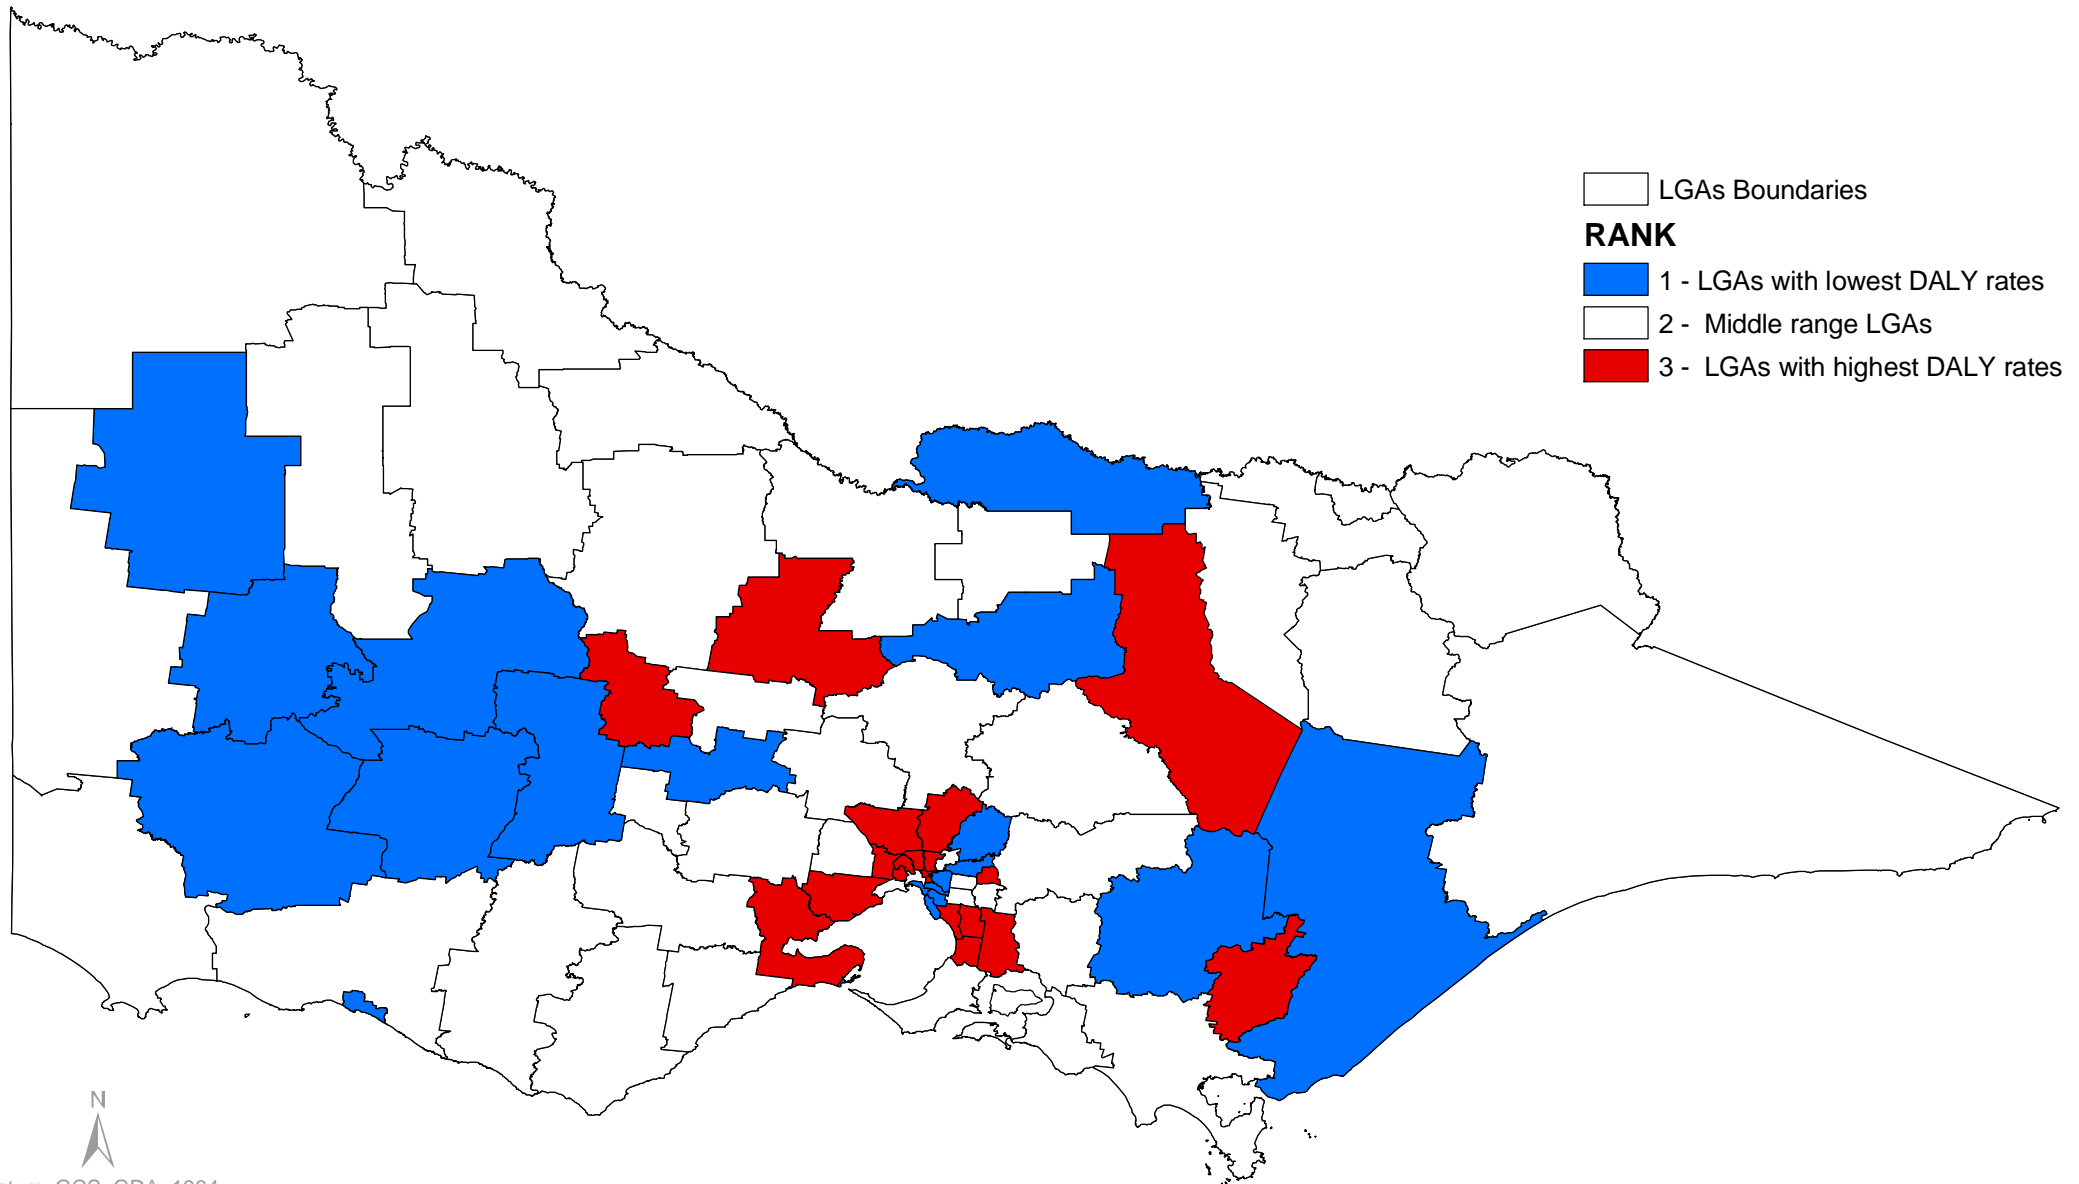 LGAs Boundaries
RANK
1 - LGAs with lowest DALY rates
2 - Middle range LGAs
3 - LGAs with highest DALY rates
N